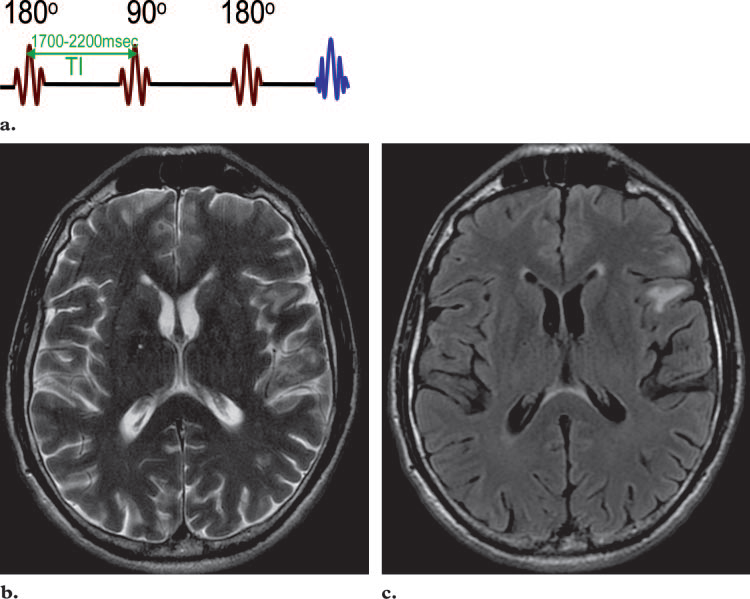 180º 90º 180º
1700-2200msec
TI
a.
b. c.